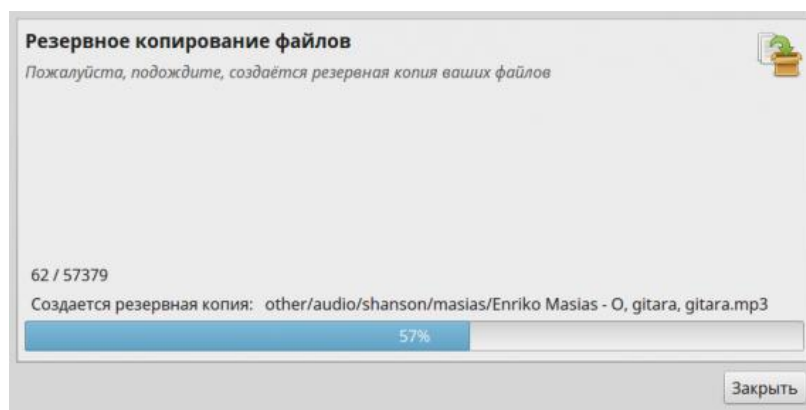 Резервное копирование файлов
Пожалуйста, подождите, создаётся резервная копия ваших файлов
62 / 57379
Создается резервная копия: other/audio/shanson/masias/Enriko Masias - O, gitara, gitara.mp3
57%
Закрыть